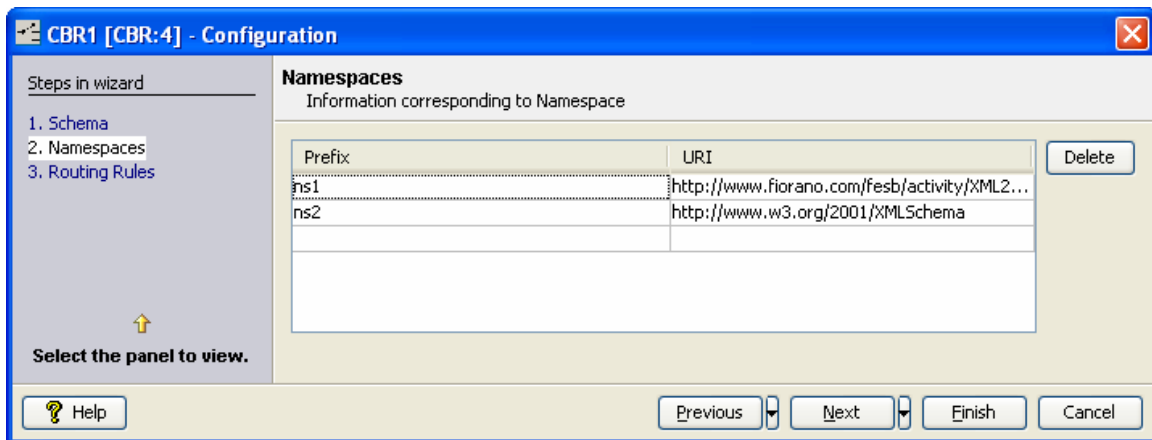 CBR1 [CBR:4] - Configuration
Steps in wizard
1. Schema
2. Namespaces
3. Routing Rules
Select the panel to view.
Namespaces
Information corresponding to Namespace
Prefix URI
ns1 http://www.fiorano.com/fesb/activity/XML2...
ns2 http://www.w3.org/2001/XMLSchema
Delete
Help Previous Next Finish Cancel